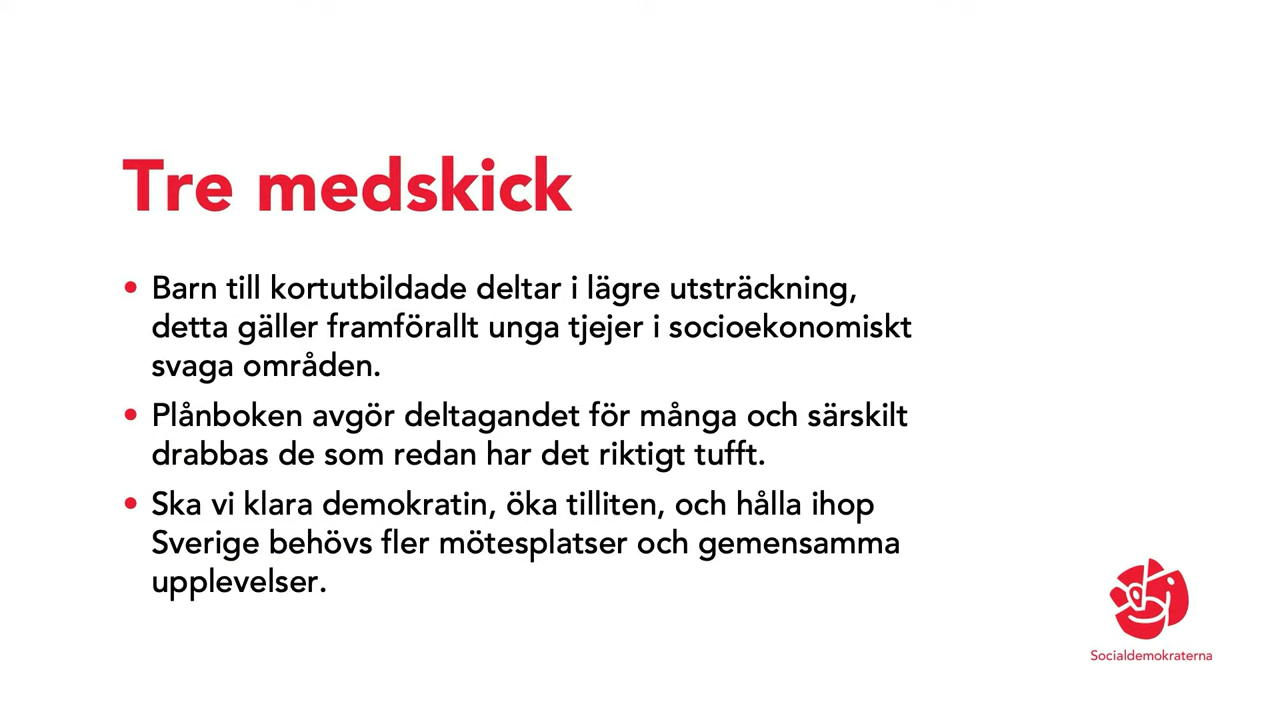 Tre medskick
• Barn till kortutbildade deltar i lägre utsträckning,
detta gäller framförallt unga tjejer i socioekonomiskt
svaga områden.
• Plånboken avgör deltagandet för många och särskilt
drabbas de som redan har det riktigt tufft.
• Ska vi klara demokratin, öka tilliten, och hålla ihop
Sverige behövs fler mötesplatser och gemensamma
upplevelser.
Socialdemokraterna